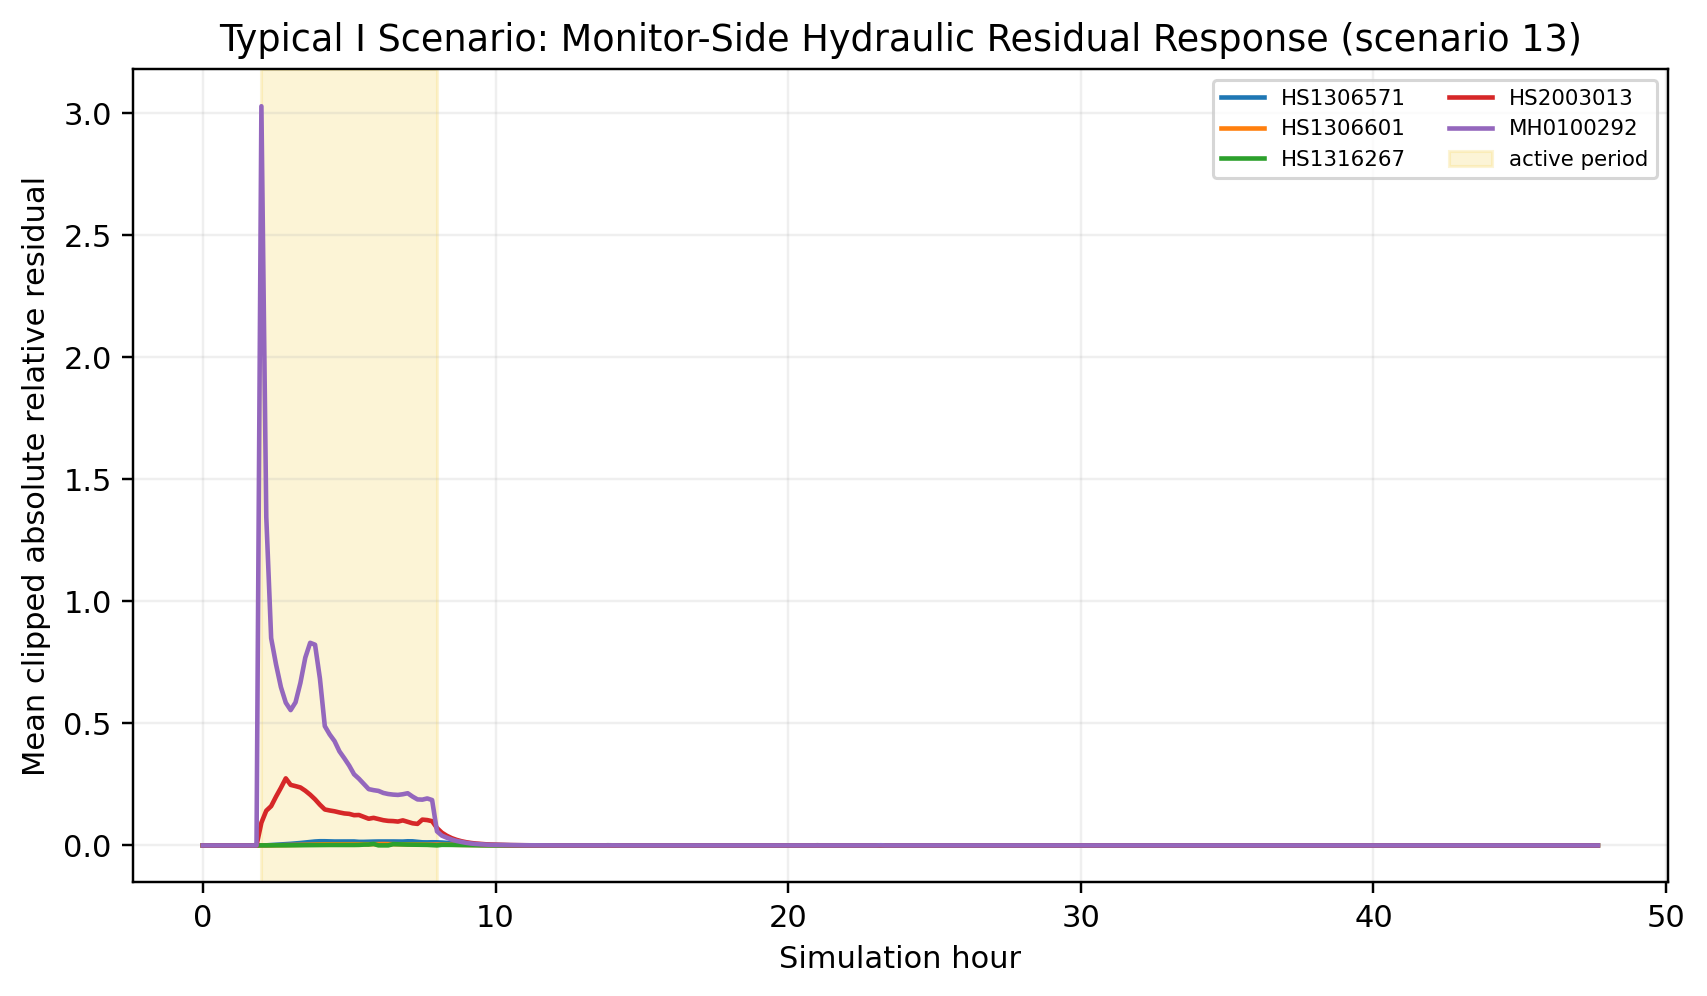 Typical I Scenario: Monitor-Side Hydraulic Residual Response (scenario 13)
Mean clipped absolute relative residual
3.0
2.5
2.0
1.5
1.0
0.5
0.0
HS1306571
HS1306601
HS1316267
HS2003013
MH0100292
active period
0 10 20 30 40 50
Simulation hour